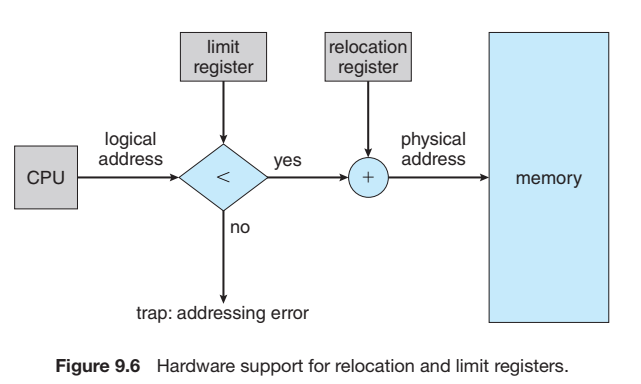 limit
register
relocation
register
logical
address
physical
address
CPU
<
yes
+
memory
no
trap: addressing error
Figure 9.6 Hardware support for relocation and limit registers.